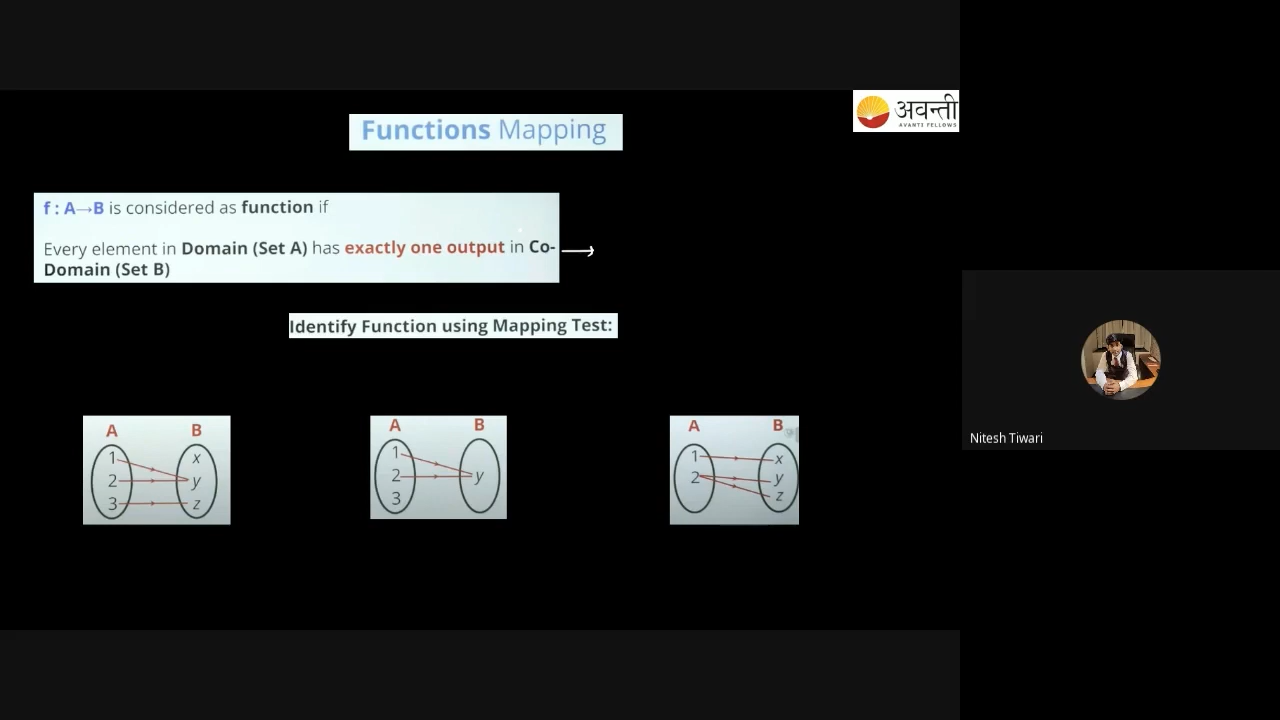 अवन्ती
AVANTI FELLOWS
Functions Mapping
f : A→B is considered as function if
Every element in Domain (Set A) has exactly one output in Co-
Domain (Set B)
Identify Function using Mapping Test:
A B
1 x
2 y
3 z
A B
1
2 y
3
A B
1 x
2 y
z
Nitesh Tiwari